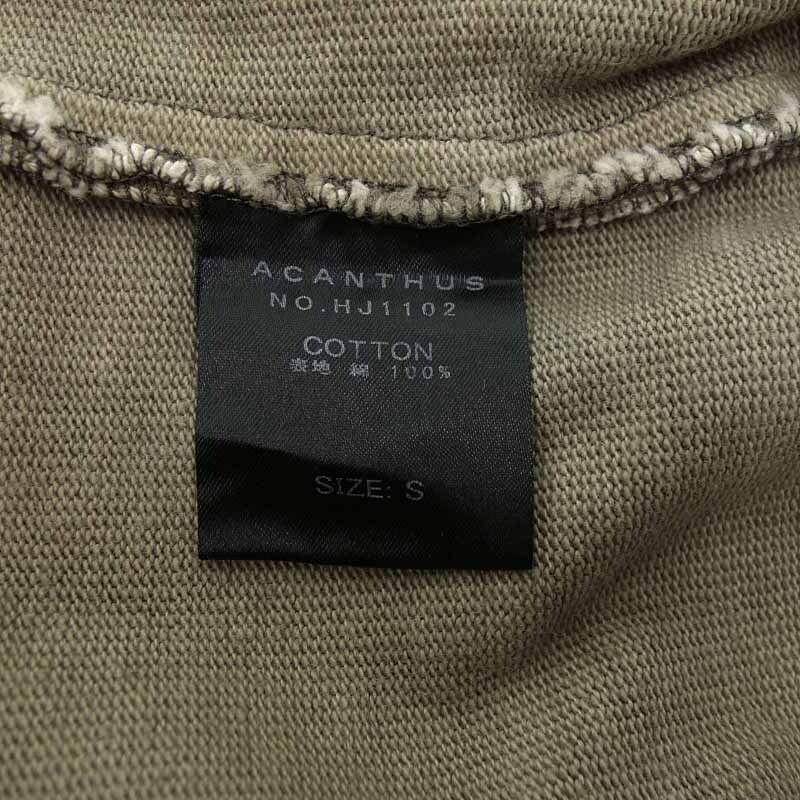 ACANTHUS
NO.HJ1102
COTTON
表地 綿 100%
SIZE: S